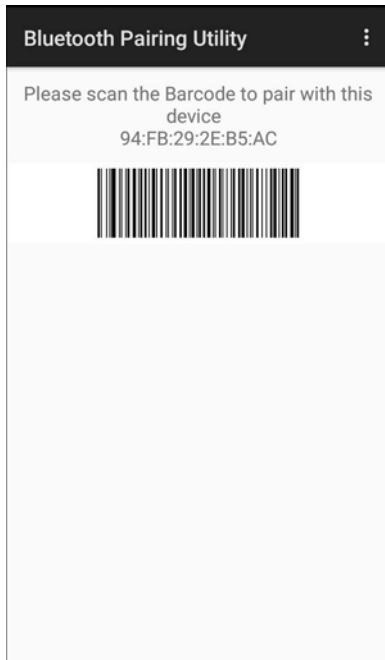 Bluetooth Pairing Utility
Please scan the Barcode to pair with this
device
94:FB:29:2E:B5:AC